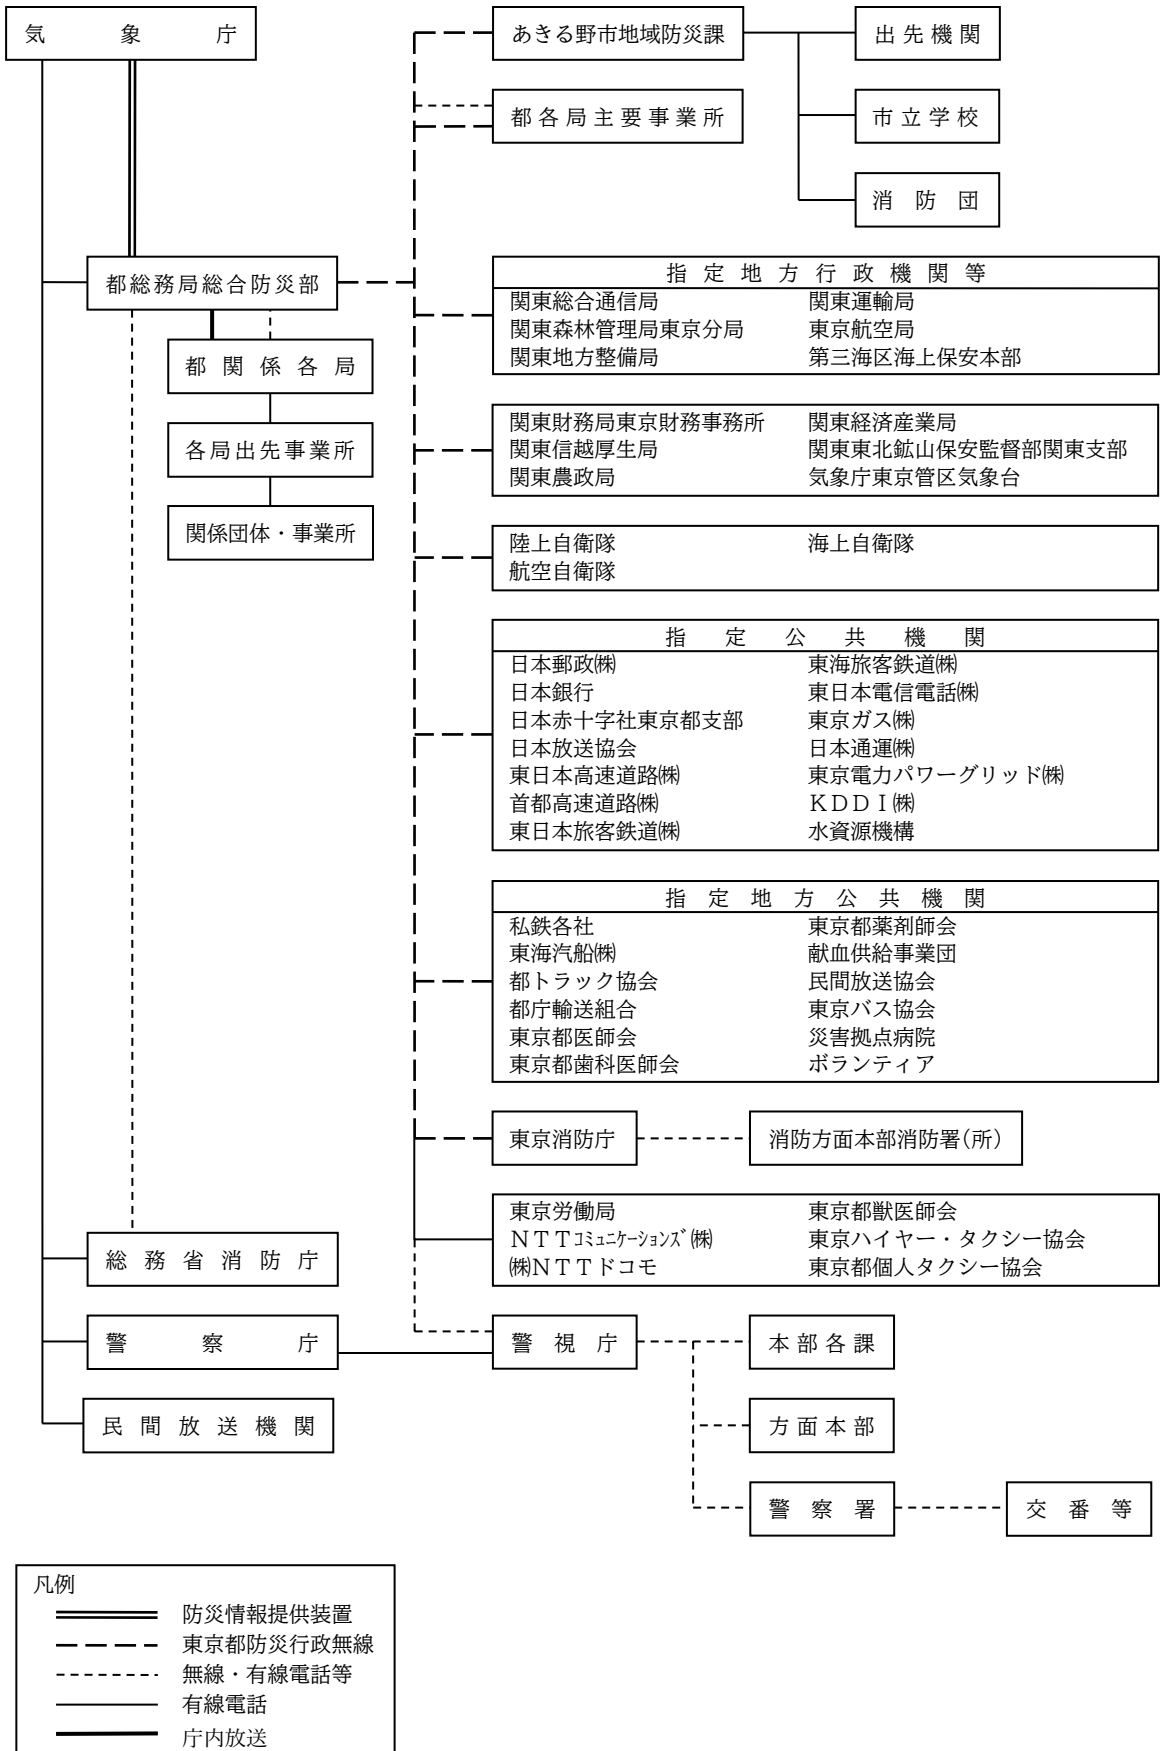 気象庁
あきる野市地域防災課
出先機関
都各局主要事業所
市立学校
消防団
都総務局総合防災部
都関係各局
各局出先事業所
関係団体・事業所
指定地方行政機関等
関東総合通信局 関東運輸局
関東森林管理局東京分局 東京航空局
関東地方整備局 第三海区海上保安本部
関東財務局東京財務事務所 関東経済産業局
関東信越厚生局 関東東北鉱山保安監督部関東支部
関東農政局 気象庁東京管区気象台
陸上自衛隊 海上自衛隊
航空自衛隊
指定公共機関
日本郵政㈱ 東海旅客鉄道㈱
日本銀行 東日本電信電話㈱
日本赤十字社東京都支部 東京ガス㈱
日本放送協会 日本通運㈱
東日本高速道路㈱ 東京電力パワーグリッド㈱
首都高速道路㈱ ＫＤＤＩ㈱
東日本旅客鉄道㈱ 水資源機構
指定地方公共機関
私鉄各社 東京都薬剤師会
東海汽船㈱ 献血供給事業団
都トラック協会 民間放送協会
都庁輸送組合 東京バス協会
東京都医師会 災害拠点病院
東京都歯科医師会 ボランティア
東京消防庁
消防方面本部消防署(所)
東京労働局 東京都獣医師会
ＮＴＴｺﾐｭﾆｹｰｼｮﾝｽﾞ㈱ 東京ハイヤー・タクシー協会
㈱ＮＴＴドコモ 東京都個人タクシー協会
総務省消防庁
警察庁
警視庁
本部各課
民間放送機関
方面本部
警察署
交番等
凡例
防災情報提供装置
東京都防災行政無線
無線・有線電話等
有線電話
庁内放送